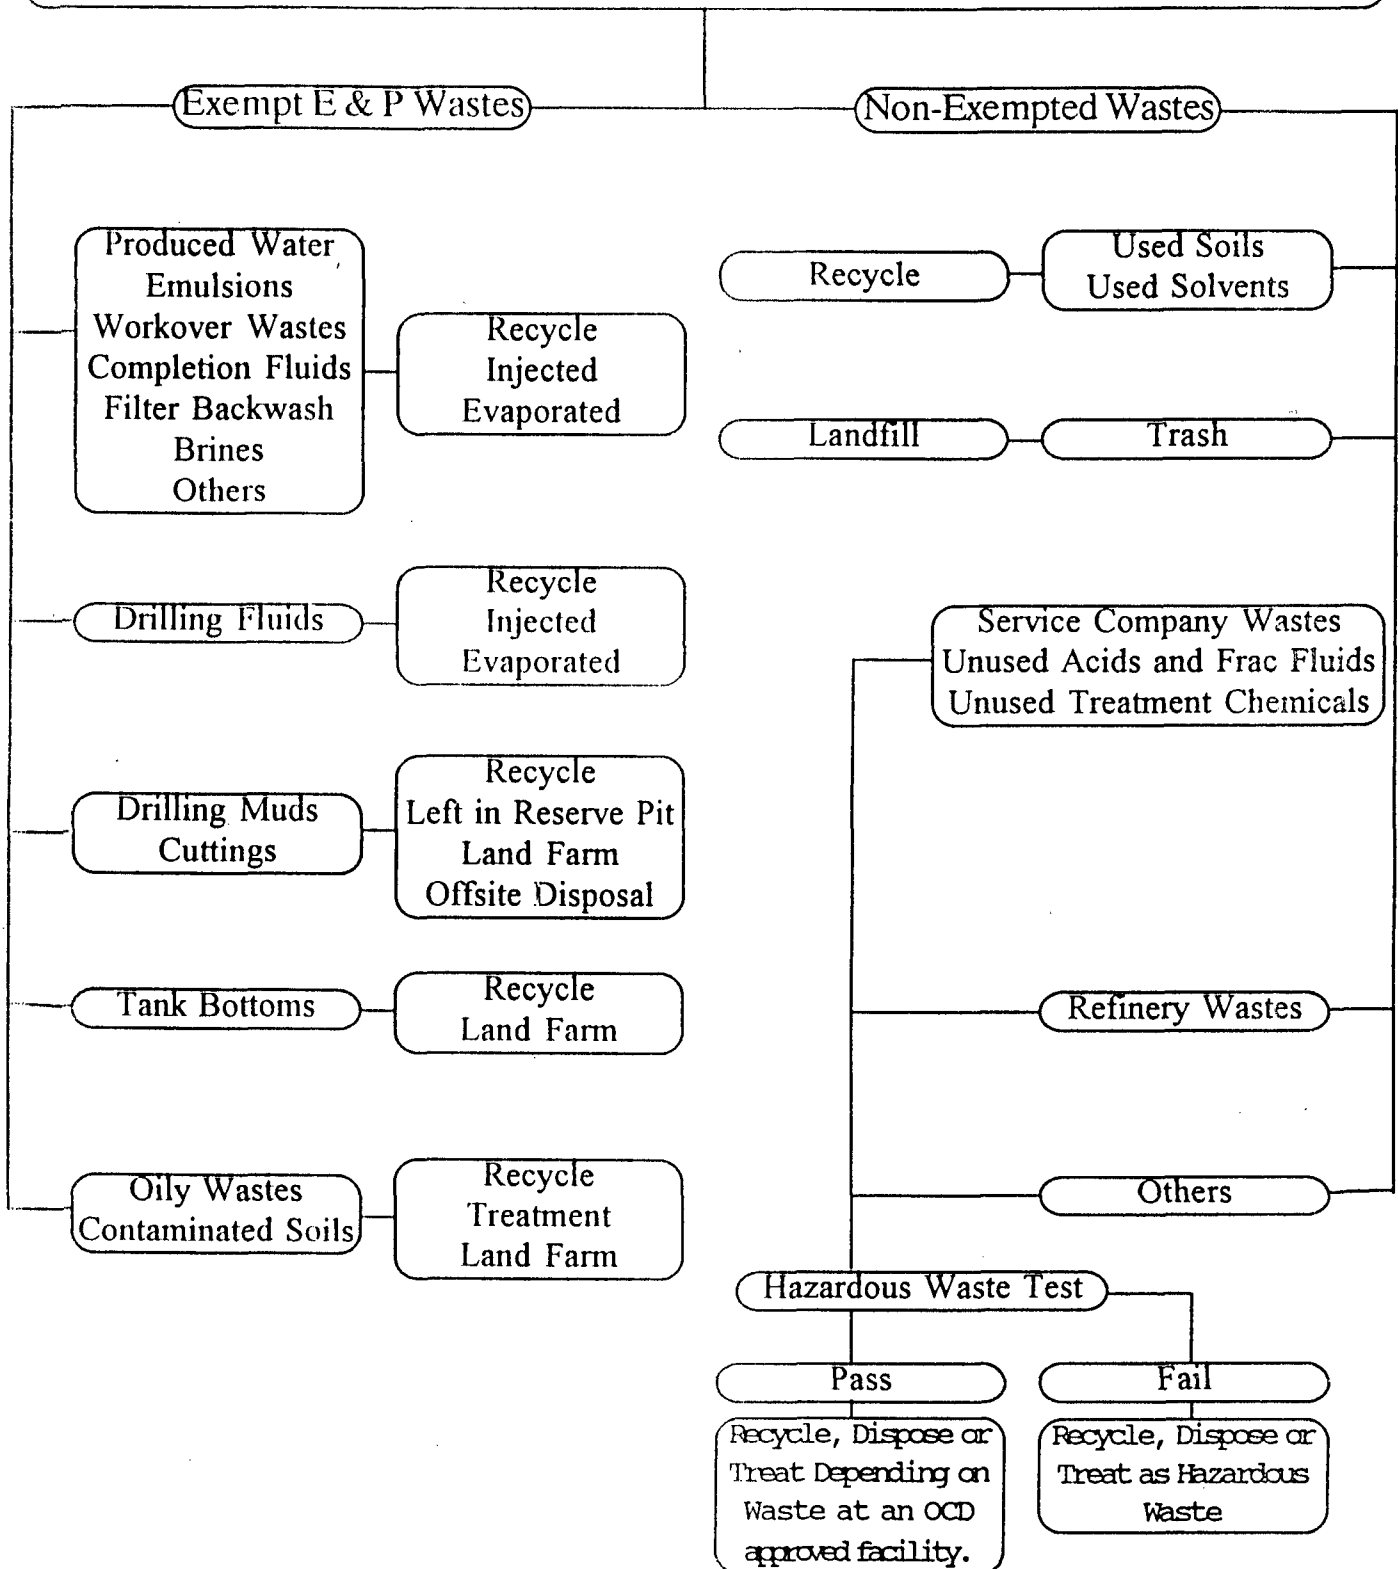 Exempt E & P Wastes
Non-Exempted Wastes
Produced Water
Emulsions
Workover Wastes
Completion Fluids
Filter Backwash
Brines
Others
Recycle
Injected
Evaporated
Drilling Fluids
Recycle
Injected
Evaporated
Drilling Muds
Cuttings
Recycle
Left in Reserve Pit
Land Farm
Offsite Disposal
Tank Bottoms
Recycle
Land Farm
Oily Wastes
Contaminated Soils
Recycle
Treatment
Land Farm
Recycle
Used Soils
Used Solvents
Landfill
Trash
Service Company Wastes
Unused Acids and Frac Fluids
Unused Treatment Chemicals
Refinery Wastes
Others
Hazardous Waste Test
Pass
Recycle, Dispose or
Treat Depending on
Waste at an OCD
approved facility.
Fail
Recycle, Dispose or
Treat as Hazardous
Waste